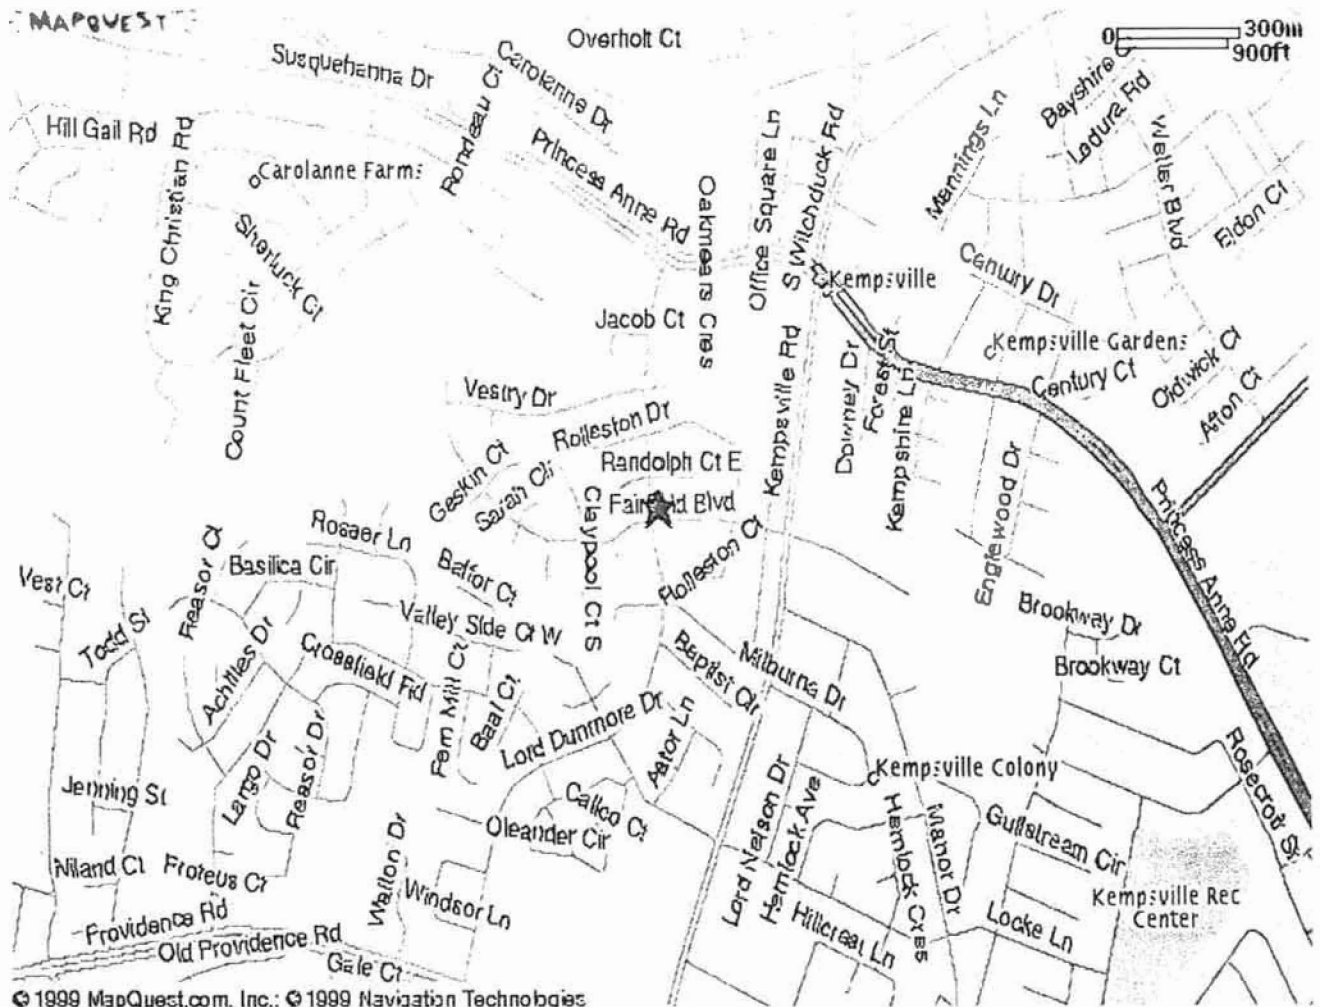 MAPQUEST
0 300m
900ft
Overholt Ct
Susquehanna Dr
Carolanne Dr
Rondeau Ct
Hill Gail Rd
King Christian Rd
Carolanne Farms
Princess Anne Rd
Sherluck Ct
Count Fleet Cir
Oakmears Cres
Office Square Ln
S Witchduck Rd
Mannings Ln
Bayshire C
Ladura Rd
Walter Blvd
Eldon Ct
Kempsville
Century Dr
Jacob Ct
Kempsville Rd
Downey Dr
Forest St
Kempshire Ln
Kempsville Gardens
Century Ct
Oldwick Ct
Afton Ct
Vestry Dr
Rolleston Dr
Geskin Ct
Sarah Ct
Randolph Ct E
Fairfield Blvd
Claypool Ct S
Rolleston Ct
Englewood Dr
Princess Anne Rd
Vest Ct
Todd St
Reasor Ct
Basilica Cir
Rosaer Ln
Baffor Ct
Valley Side Ct W
Achilles Dr
Crossfield Rd
Fern Mill Ct
Baal Ct
Baptist Cir
Milburne Dr
Brookway Dr
Brookway Ct
Lord Dunmore Dr
Astor Ln
Largo Dr
Reasor Dr
Jenning St
Calico Ct
Oleander Cir
Kempsville Colony
Lord Nelson Dr
Hemlock Ave
Hemlock Cres
Manor Dr
Gulfstream Cir
Rosecroft St
Niland Ct
Proteus Ct
Walton Dr
Windsor Ln
Hillcrest Ln
Locke Ln
Kempsville Rec
Center
Providence Rd
Old Providence Rd
Gale Ct
© 1999 MapQuest.com, Inc.; © 1999 Navigation Technologies